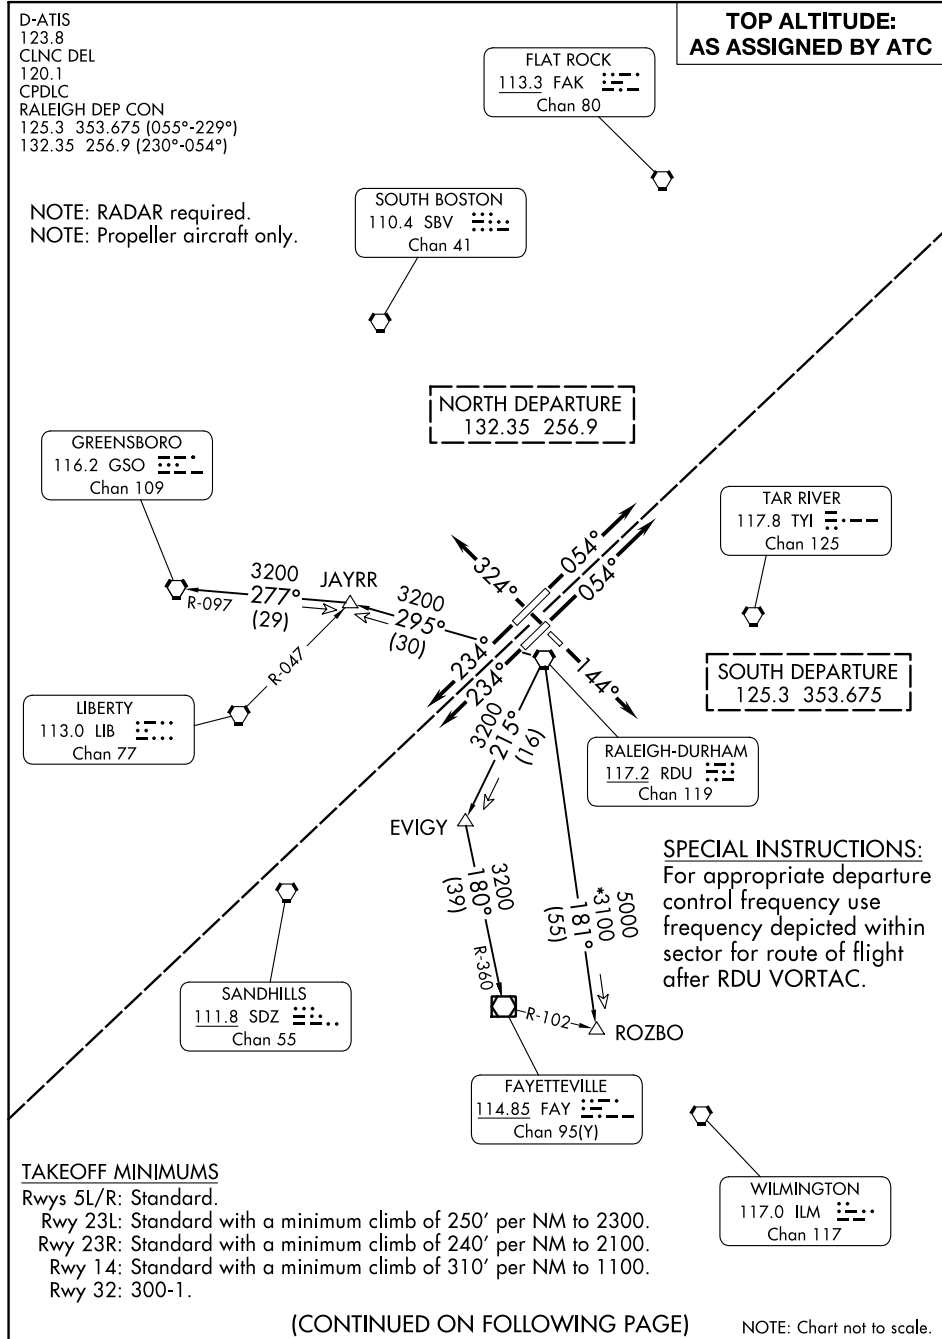 D-ATIS
123.8
CLNC DEL
120.1
CPDLC
RALEIGH DEP CON
125.3 353.675 (055°-229°)
132.35 256.9 (230°-054°)
TOP ALTITUDE:
AS ASSIGNED BY ATC
FLAT ROCK
113.3 FAK
Chan 80
NOTE: RADAR required.
NOTE: Propeller aircraft only.
SOUTH BOSTON
110.4 SBV
Chan 41
NORTH DEPARTURE
132.35 256.9
GREENSBORO
116.2 GSO
Chan 109
TAR RIVER
117.8 TYI
Chan 125
324°
054°
054°
3200
277°
(29)
R-097
JAYRR
3200
295°
(30)
R-047
234°
234°
144°
SOUTH DEPARTURE
125.3 353.675
LIBERTY
113.0 LIB
Chan 77
3200
215°
(16)
RALEIGH-DURHAM
117.2 RDU
Chan 119
EVIGY
SPECIAL INSTRUCTIONS:
For appropriate departure
control frequency use
frequency depicted within
sector for route of flight
after RDU VORTAC.
3200
180°
(39)
R-360
5000
*3100
181°
(55)
SANDHILLS
111.8 SDZ
Chan 55
R-102
ROZBO
FAYETTEVILLE
114.85 FAY
Chan 95(Y)
WILMINGTON
117.0 ILM
Chan 117
TAKEOFF MINIMUMS
Rwys 5L/R: Standard.
Rwy 23L: Standard with a minimum climb of 250' per NM to 2300.
Rwy 23R: Standard with a minimum climb of 240' per NM to 2100.
Rwy 14: Standard with a minimum climb of 310' per NM to 1100.
Rwy 32: 300-1.
(CONTINUED ON FOLLOWING PAGE)
NOTE: Chart not to scale.